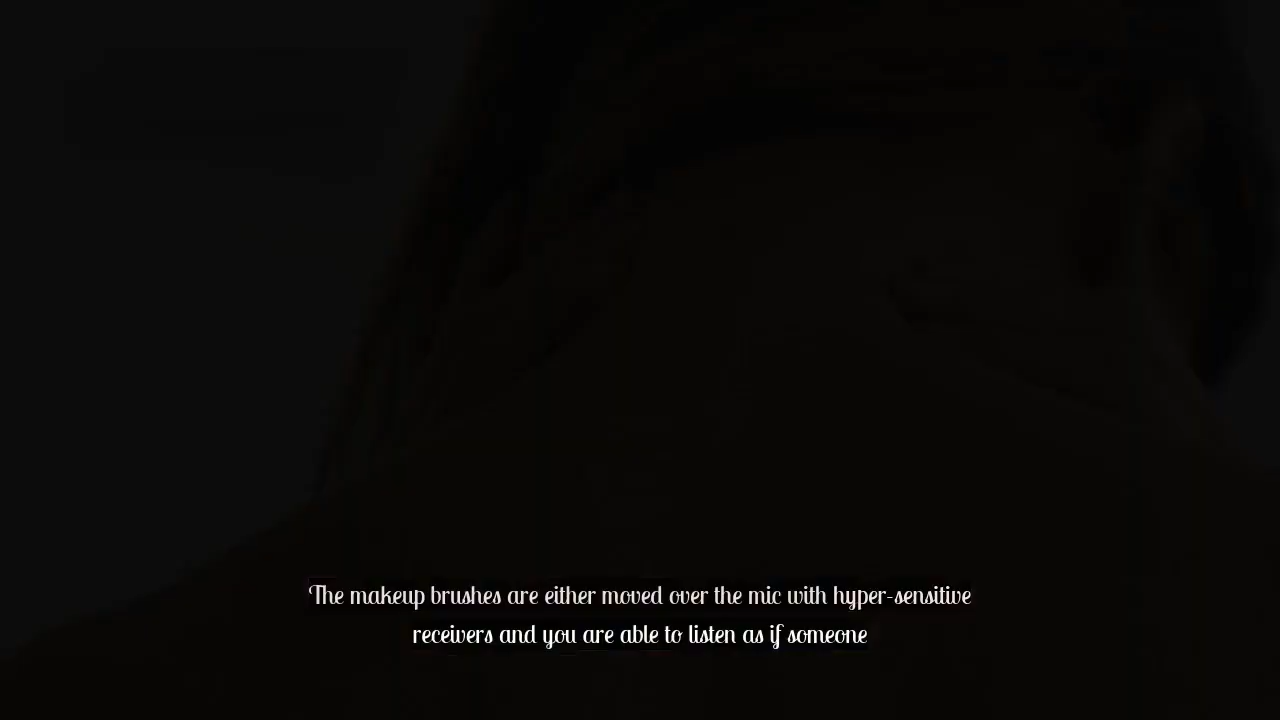 The makeup brushes are either moved over the mic with hyper-sensitive
receivers and you are able to listen as if someone